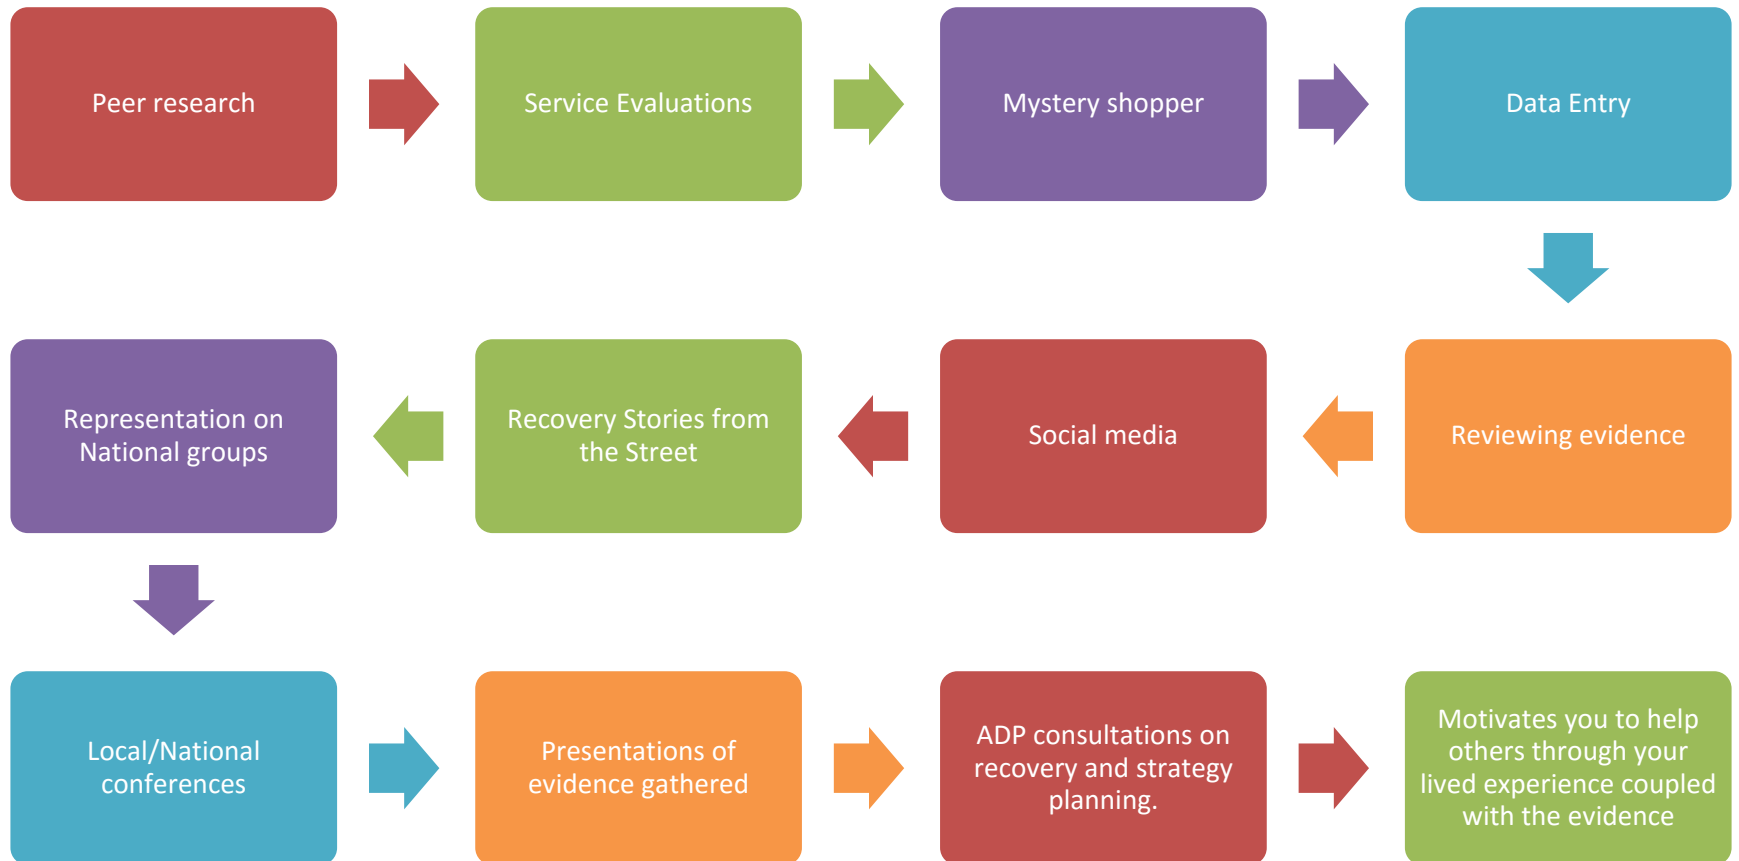 Peer research
Service Evaluations
Mystery shopper
Data Entry
Reviewing evidence
Social media
Recovery Stories from
the Street
Representation on
National groups
Local/National
conferences
Presentations of
evidence gathered
ADP consultations on
recovery and strategy
planning.
Motivates you to help
others through your
lived experience coupled
with the evidence